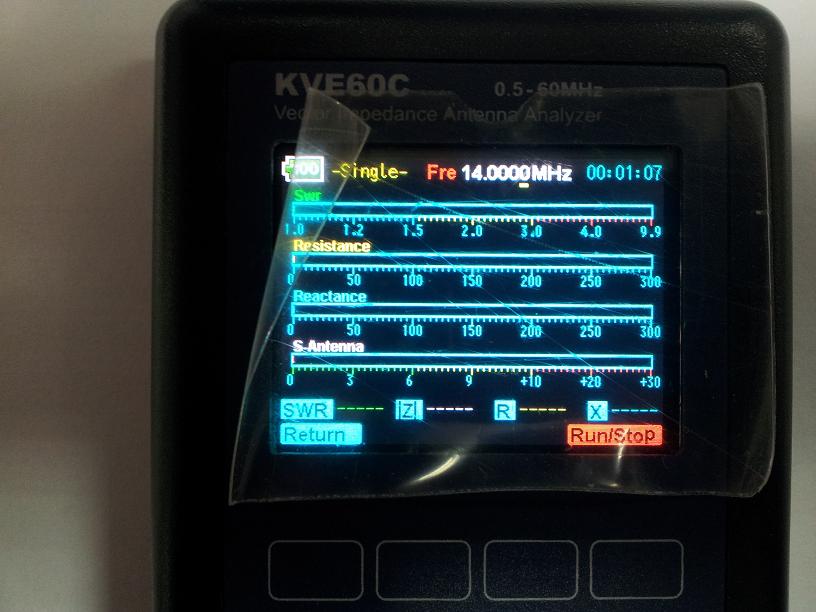 KVE60C 0.5-60MHz
Vector Impedance Antenna Analyzer
100 -Single- Fre 14.0000MHz 00:01:07
Swr
1.0 1.2 1.5 2.0 3.0 4.0 9.9
Resistance
0 50 100 150 200 250 300
Reactance
0 50 100 150 200 250 300
S-Antenna
0 3 6 9 +10 +20 +30
SWR ----- |Z| ----- R ----- X -----
Return Run/Stop